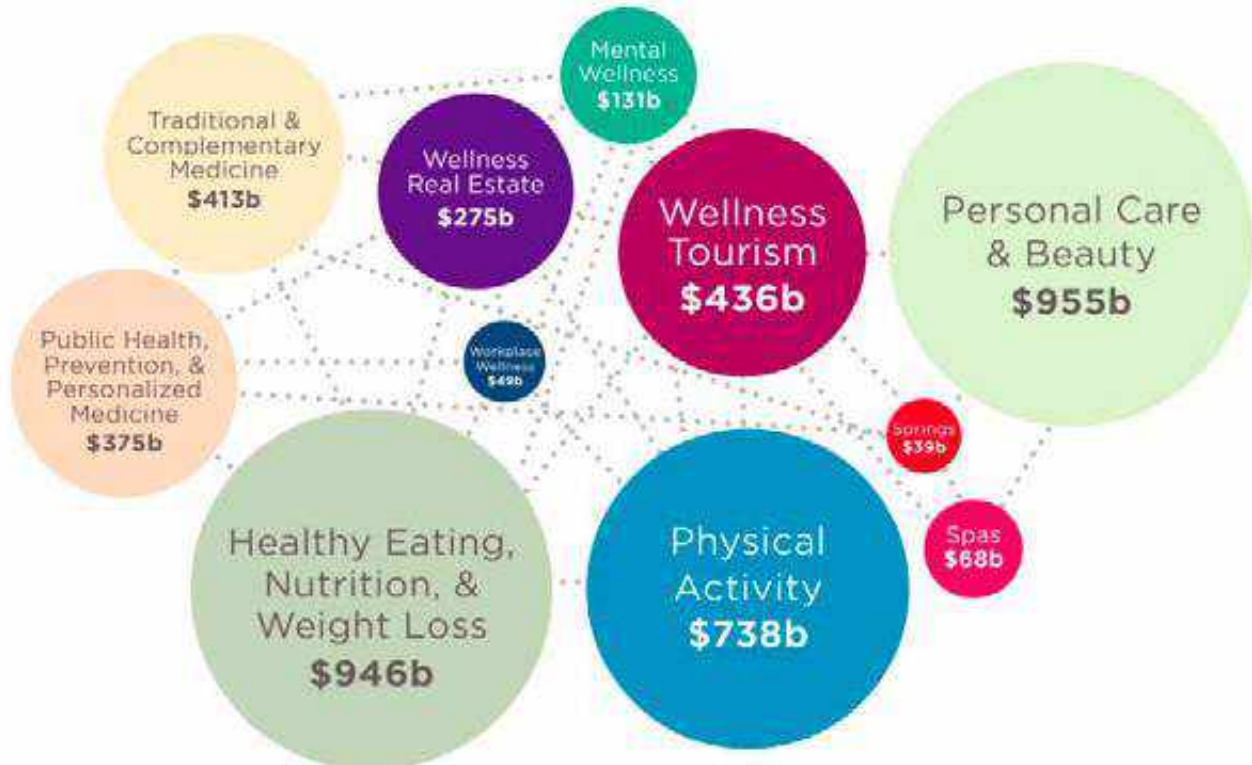 Mental
Wellness
$131b
Traditional &
Complementary
Medicine
$413b
Wellness
Real Estate
$275b
Wellness
Tourism
$436b
Personal Care
& Beauty
$955b
Public Health,
Prevention, &
Personalized
Medicine
$375b
Workplace
Wellness
$49b
Springs
$39b
Healthy Eating,
Nutrition, &
Weight Loss
$946b
Physical
Activity
$738b
Spas
$68b